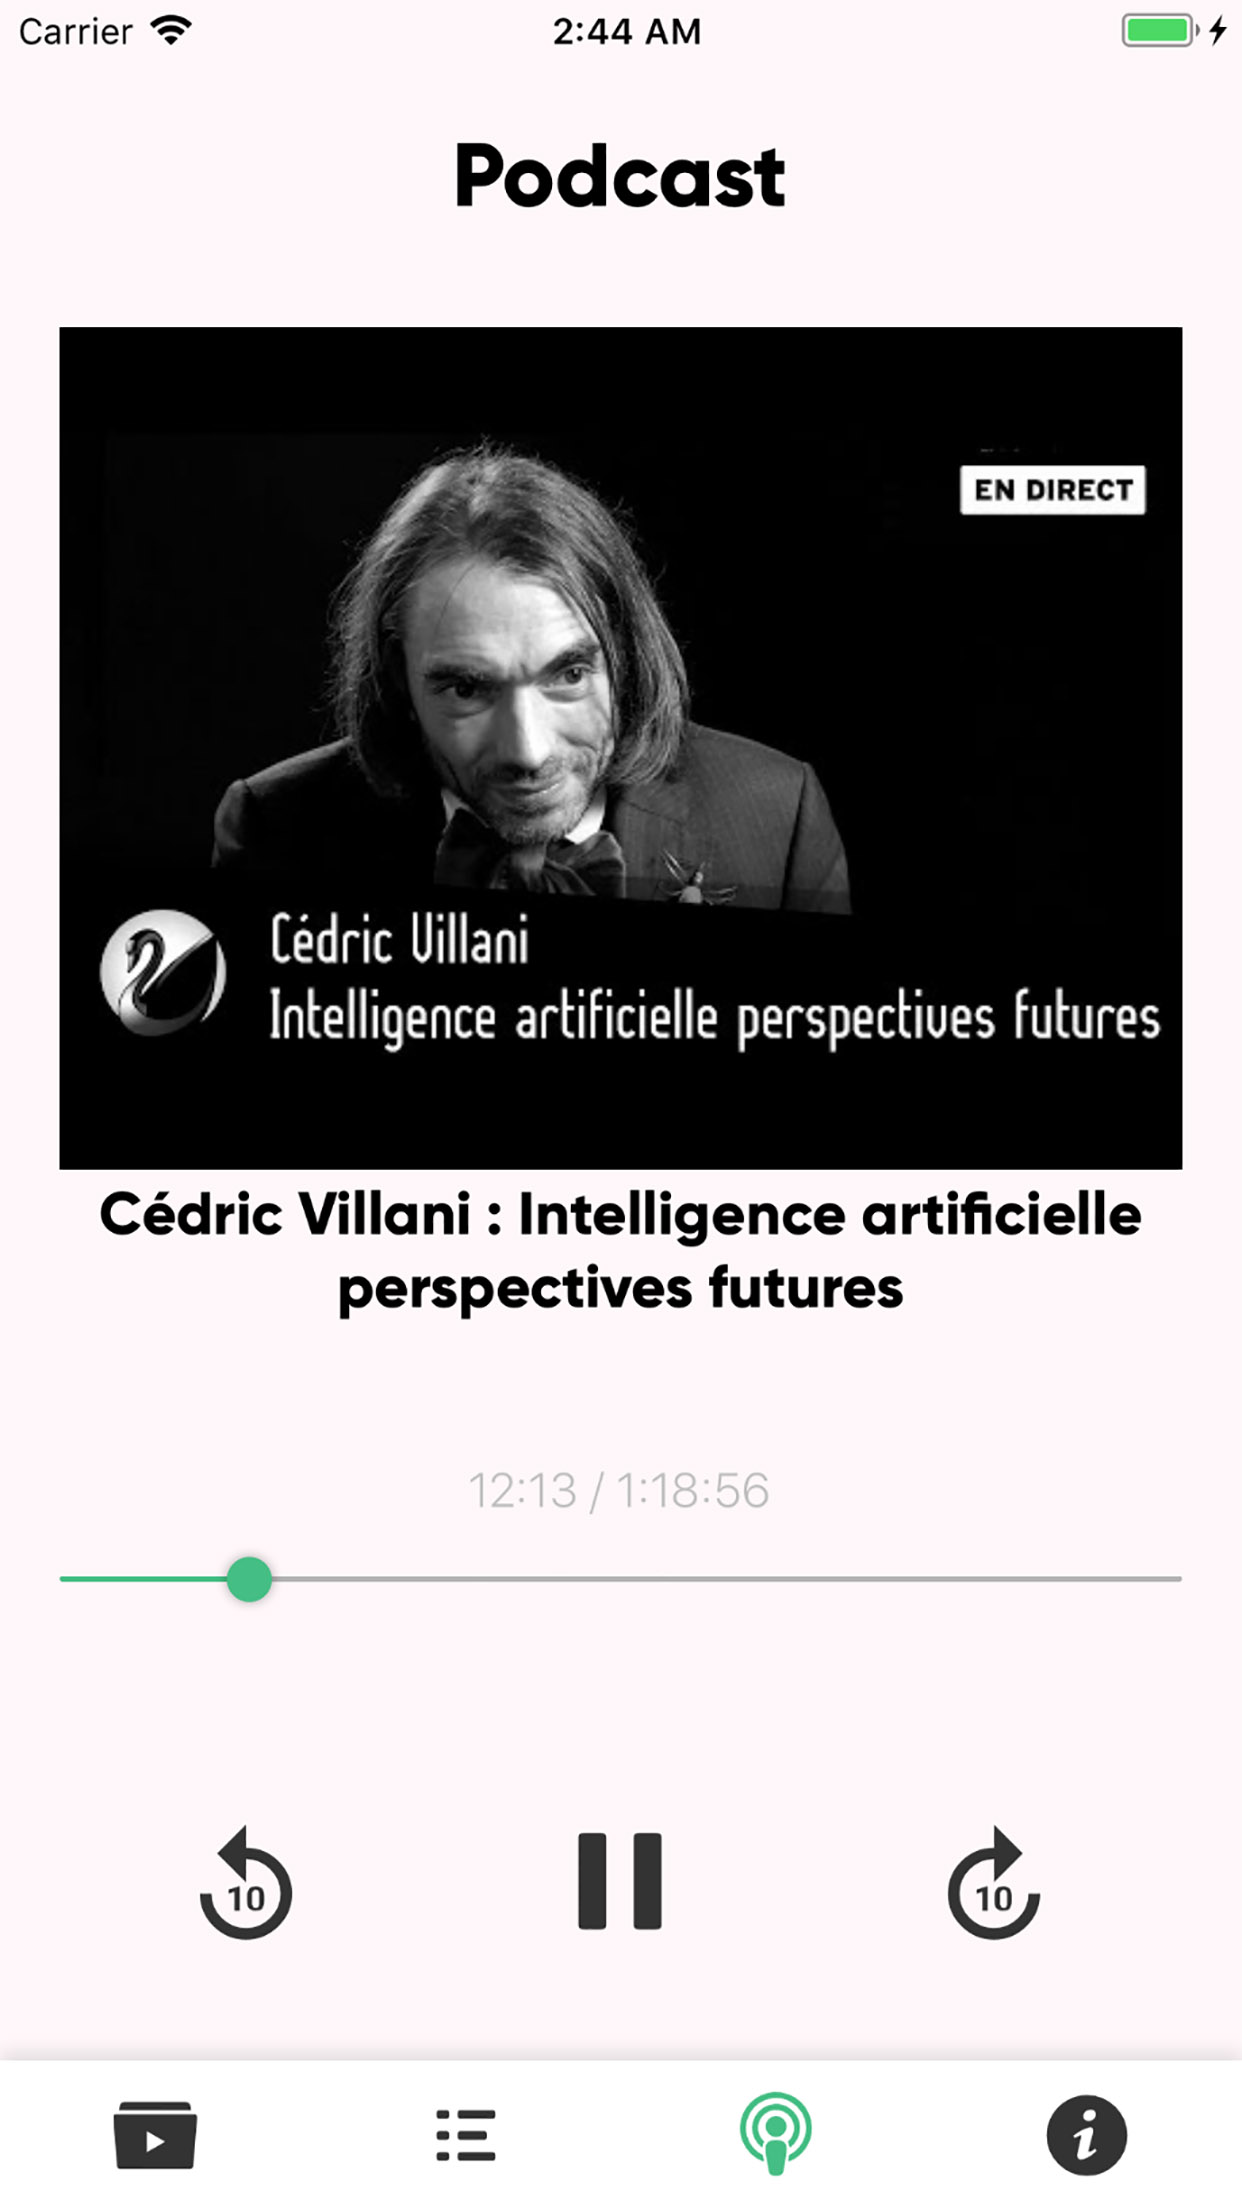 Carrier 2:44 AM
Podcast
EN DIRECT
Cédric Villani
Intelligence artificielle perspectives futures
Cédric Villani : Intelligence artificielle
perspectives futures
12:13 / 1:18:56
10 10